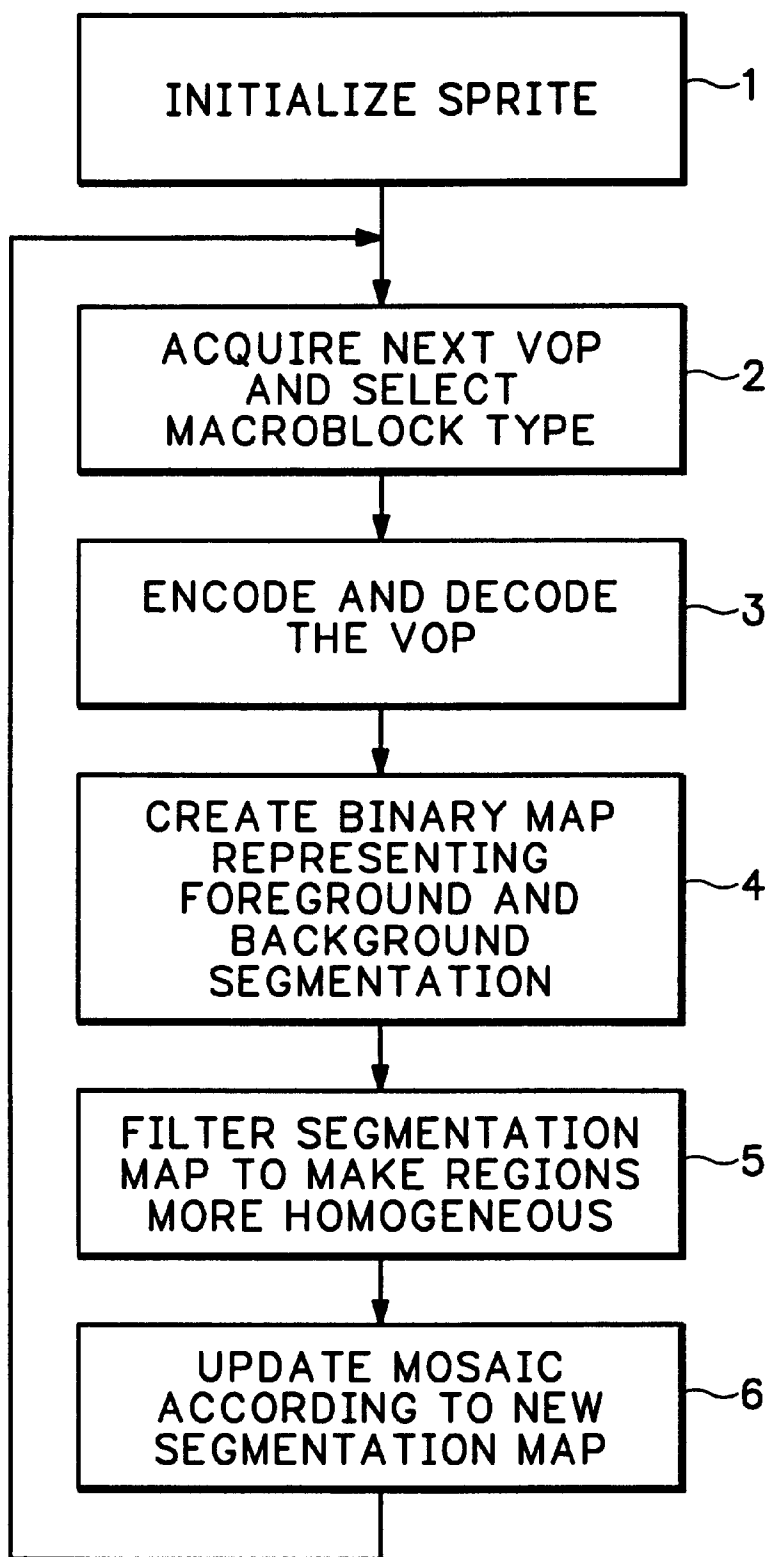 INITIALIZE SPRITE
1
ACQUIRE NEXT VOP
AND SELECT
MACROBLOCK TYPE
2
ENCODE AND DECODE
THE VOP
3
CREATE BINARY MAP
REPRESENTING
FOREGROUND AND
BACKGROUND
SEGMENTATION
4
FILTER SEGMENTATION
MAP TO MAKE REGIONS
MORE HOMOGENEOUS
5
UPDATE MOSAIC
ACCORDING TO NEW
SEGMENTATION MAP
6